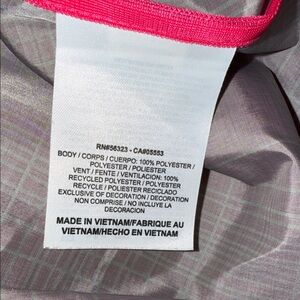 RN#56323 - CA#05553
BODY / CORPS / CUERPO: 100% POLYESTER /
POLYESTER / POLIESTER
VENT / FENTE / VENTILACION: 100%
RECYCLED POLYESTER / POLYESTER
RECYCLE / POLIESTER RECICLADO
EXCLUSIVE OF DECORATION / DECORATION
NON COMPRISE / NO INCLUYE LA
DECORACION
MADE IN VIETNAM/FABRIQUE AU
VIETNAM/HECHO EN VIETNAM